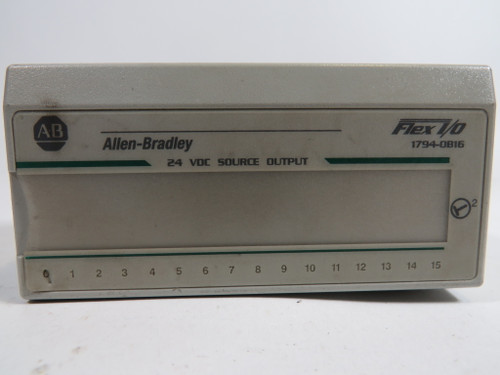 AB
Allen-Bradley
Flex I/O
1794-OB16
24 VDC SOURCE OUTPUT
2
0 1 2 3 4 5 6 7 8 9 10 11 12 13 14 15